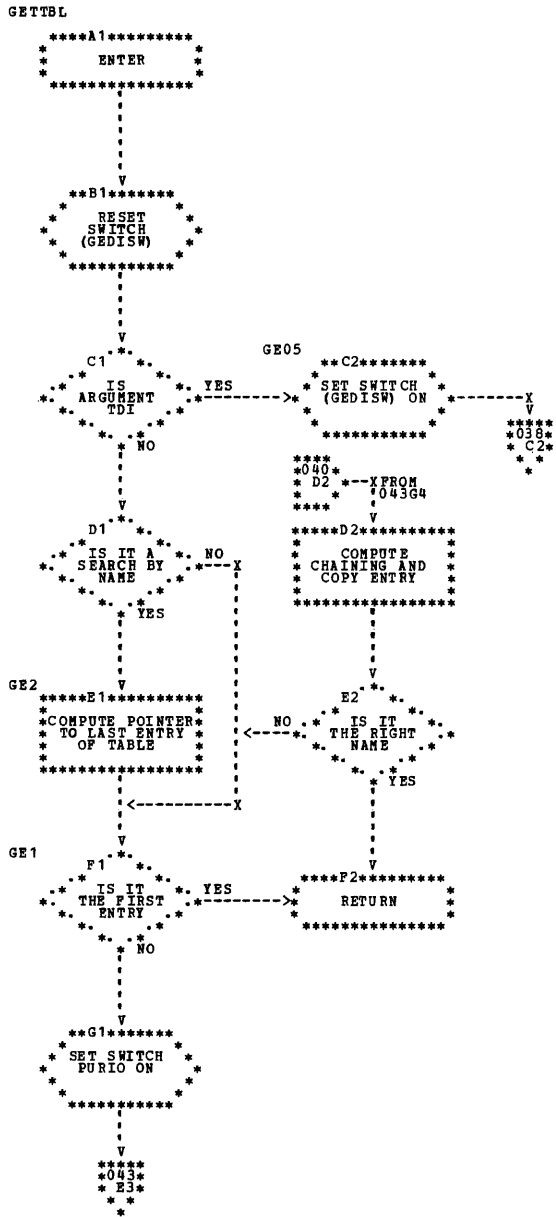 GETTBL
A1
ENTER
B1
RESET
SWITCH
(GEDISW)
C1
IS
ARGUMENT
TDI
YES
NO
GE05
C2
SET SWITCH
(GEDISW) ON
X
038
C2
040
D2
X FROM
043G4
D1
IS IT A
SEARCH BY
NAME
NO
X
YES
D2
COMPUTE
CHAINING AND
COPY ENTRY
GE2
E1
COMPUTE POINTER
TO LAST ENTRY
OF TABLE
E2
IS IT
THE RIGHT
NAME
NO
YES
X
GE1
F1
IS IT
THE FIRST
ENTRY
YES
NO
F2
RETURN
G1
SET SWITCH
PURIO ON
043
E3